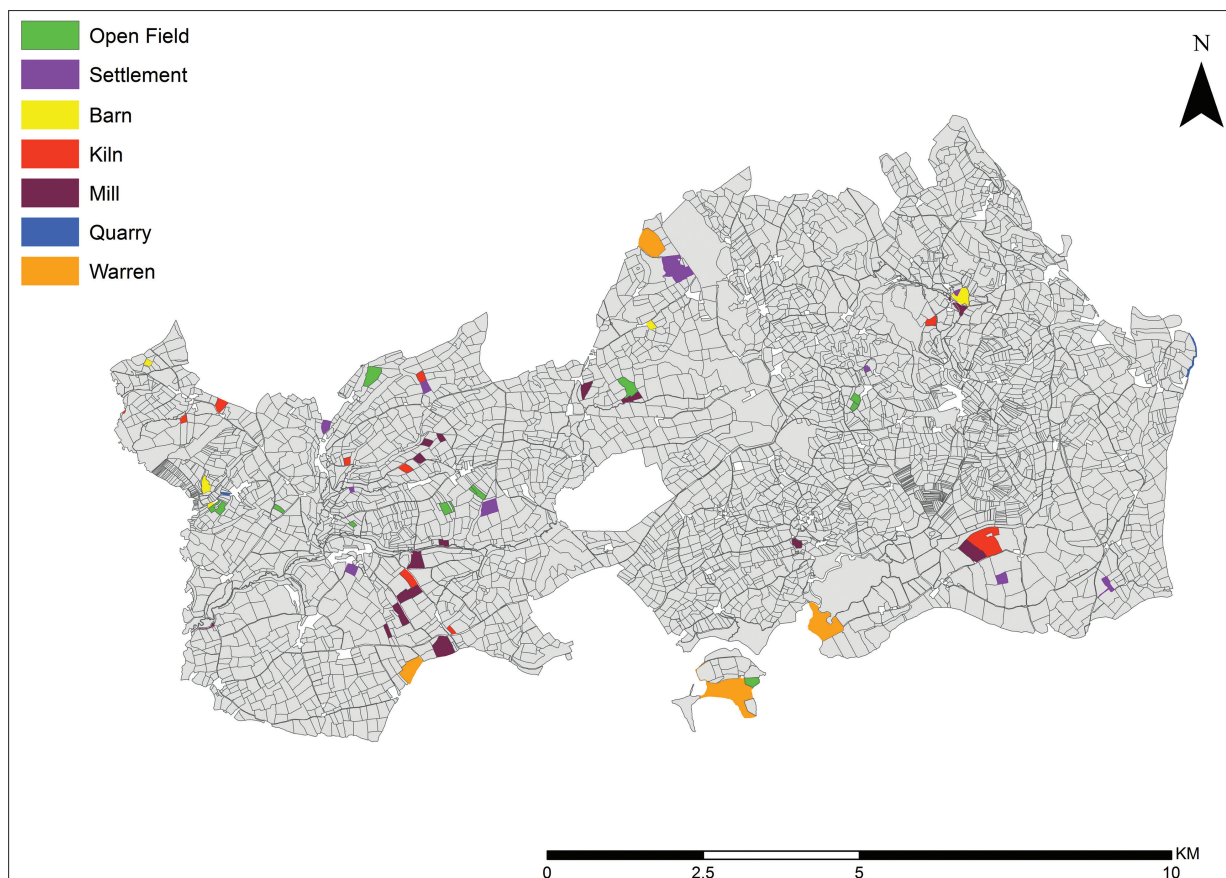 Open Field
Settlement
Barn
Kiln
Mill
Quarry
Warren
N
KM
0 2.5 5 10